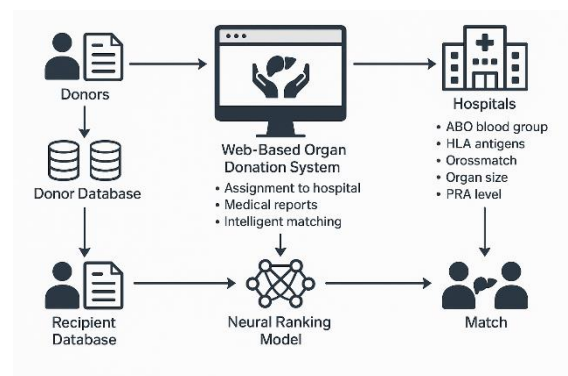 Donors
Donor Database
Recipient
Database
Web-Based Organ
Donation System
• Assignment to hospital
• Medical reports
• Intelligent matching
Neural Ranking
Model
Hospitals
• ABO blood group
• HLA antigens
• Orossmatch
• Organ size
• PRA level
Match